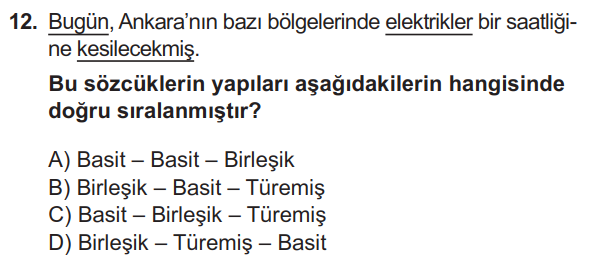 12. Bugün, Ankara’nın bazı bölgelerinde elektrikler bir saatliği-
ne kesilecekmiş.
Bu sözcüklerin yapıları aşağıdakilerin hangisinde
doğru sıralanmıştır?
A) Basit – Basit – Birleşik
B) Birleşik – Basit – Türemiş
C) Basit – Birleşik – Türemiş
D) Birleşik – Türemiş – Basit